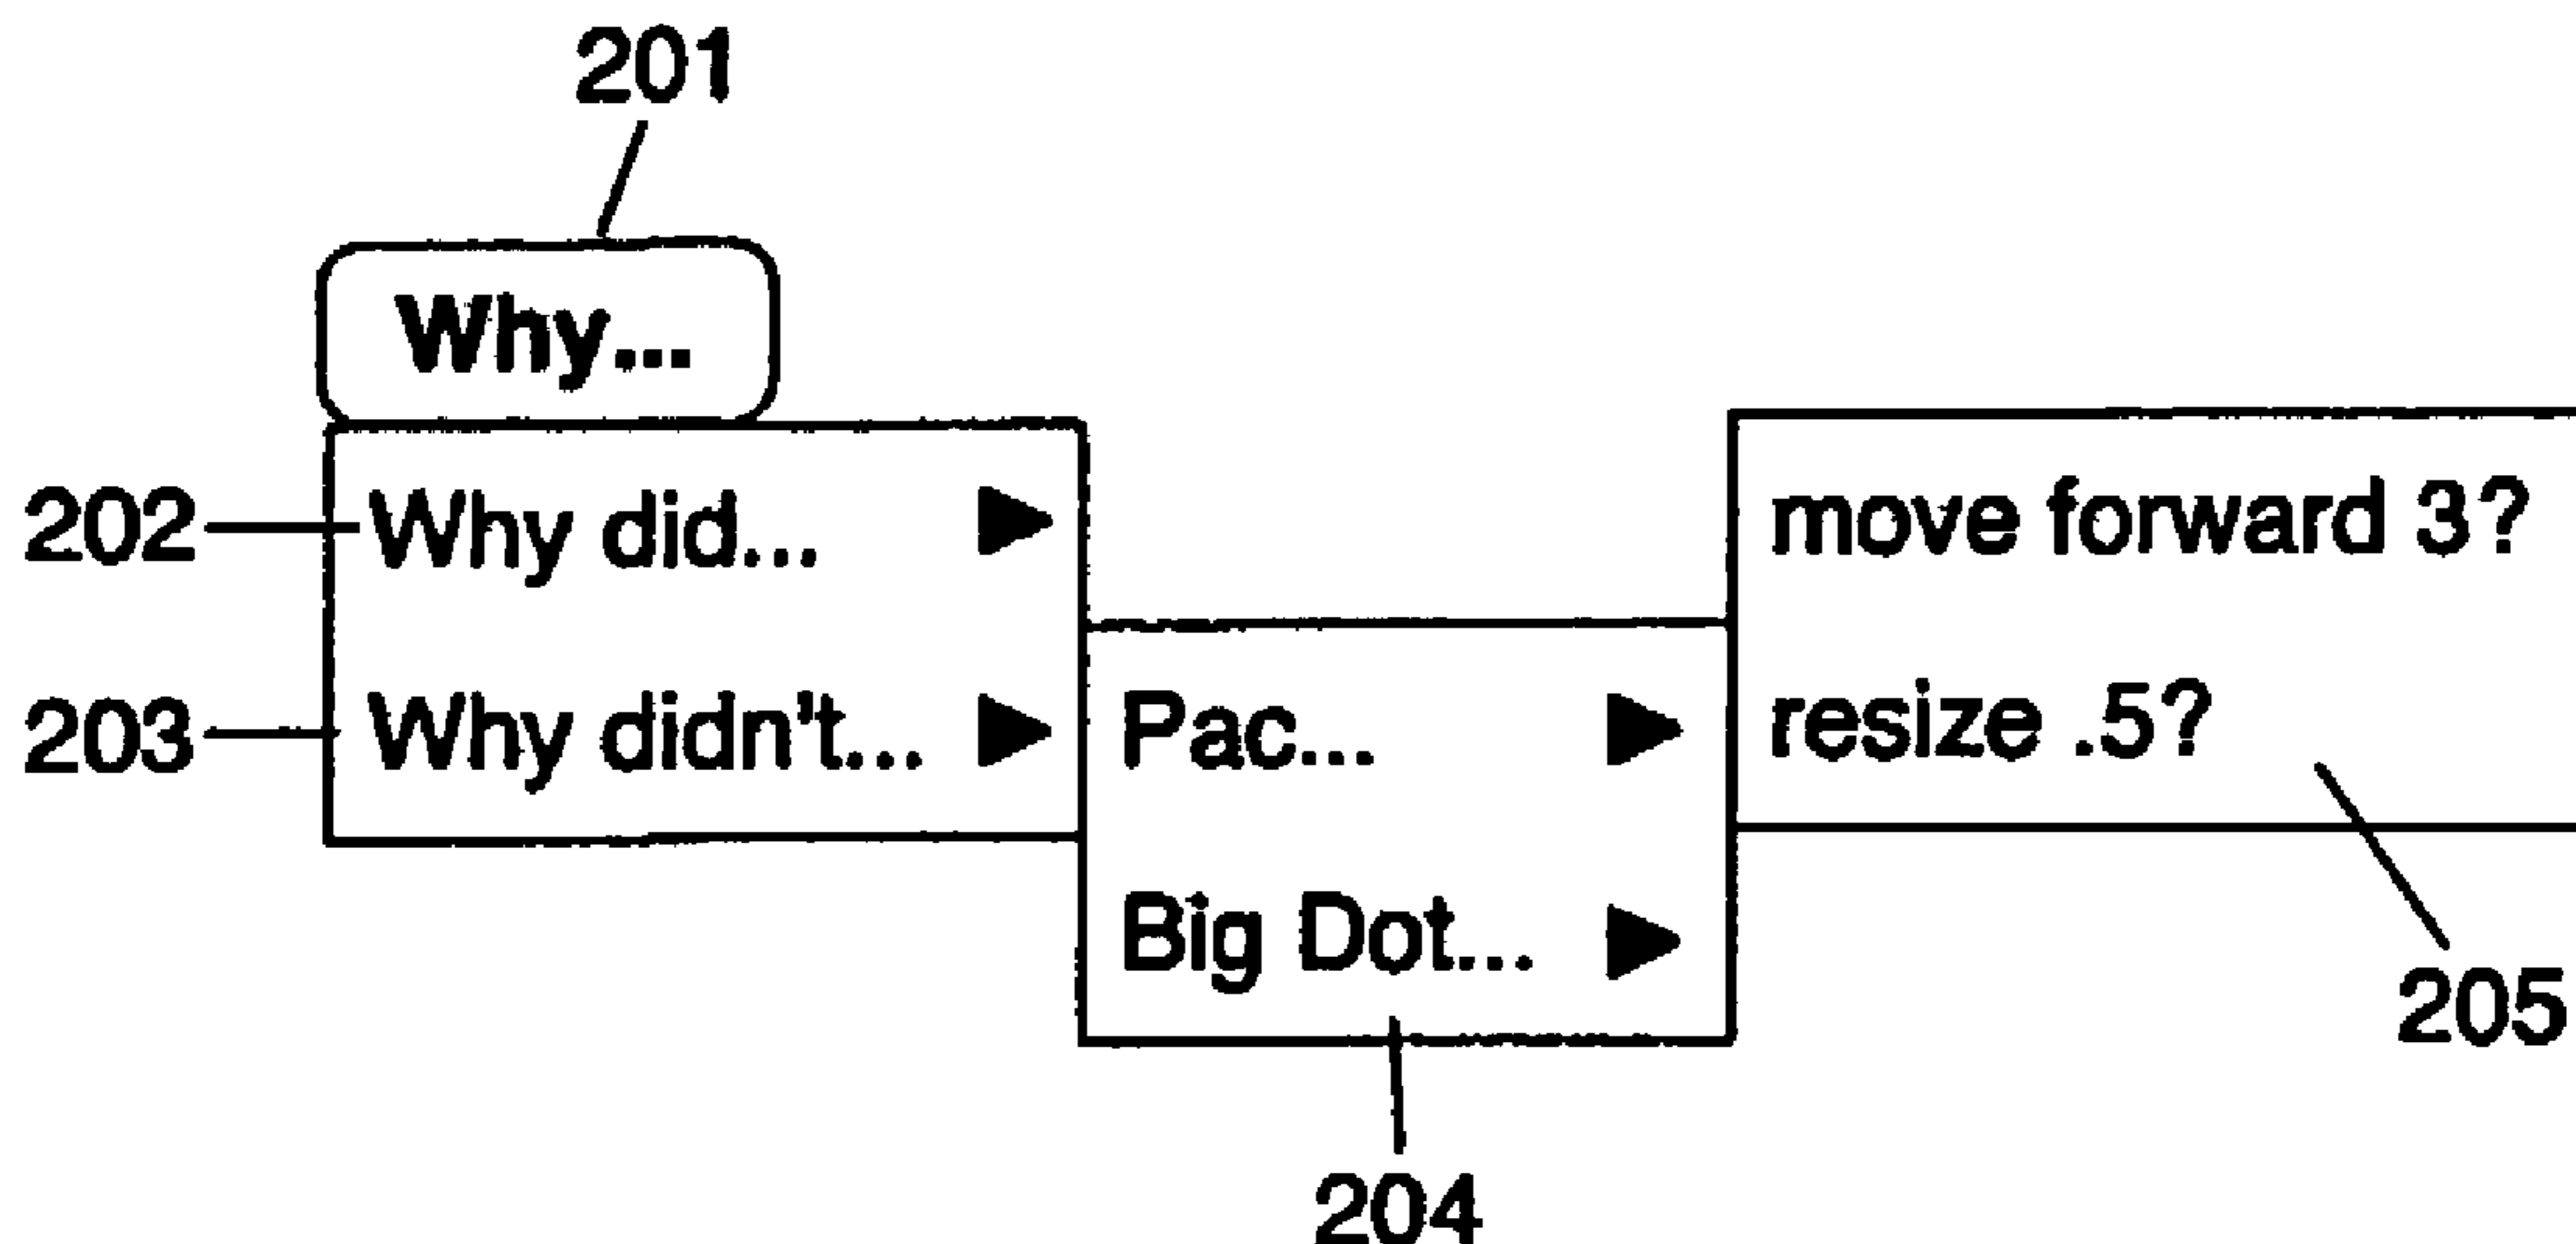 201
Why...
202 Why did...
203 Why didn't...
Pac...
Big Dot...
204
move forward 3?
resize .5?
205